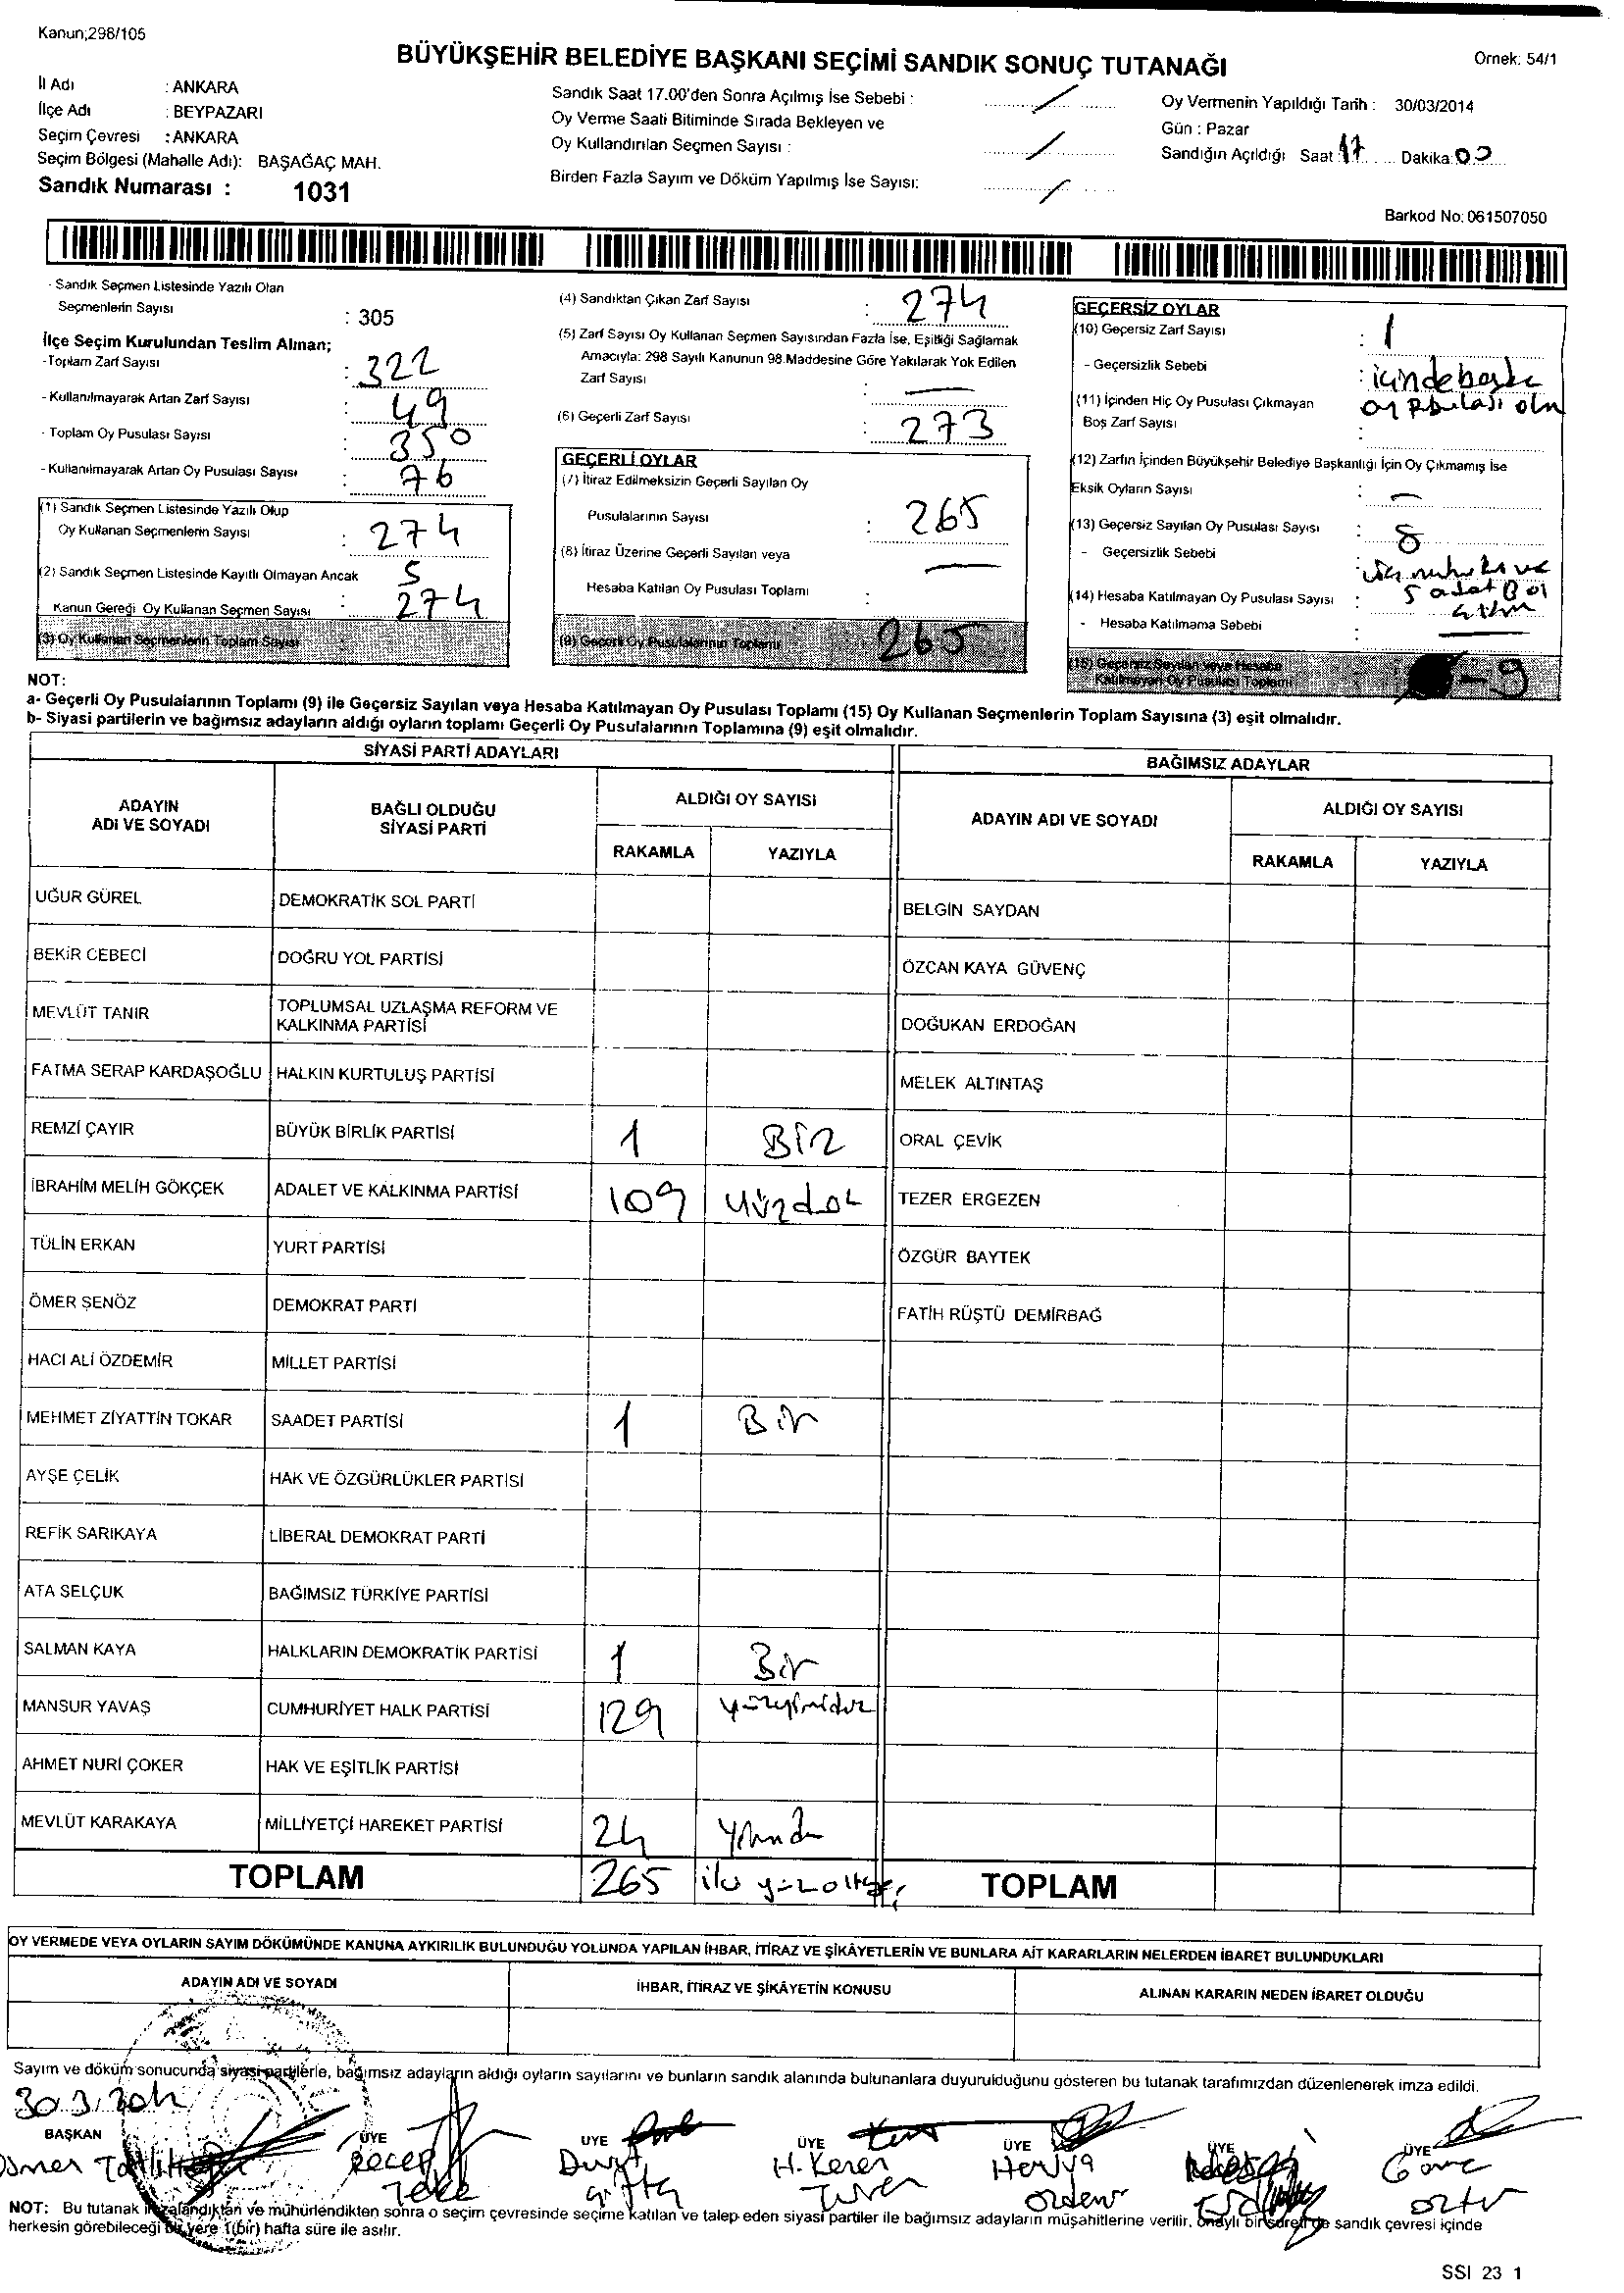 Kanun;298/105
BÜYÜKŞEHİR BELEDİYE BAŞKANI SEÇİMİ SANDIK SONUÇ TUTANAĞI
Ornek: 54/1
İl Adı : ANKARA
İlçe Adı : BEYPAZARI
Seçim Çevresi : ANKARA
Seçim Bölgesi (Mahalle Adı): BAŞAĞAÇ MAH.
Sandık Numarası : 1031
Sandık Saat 17.00'den Sonra Açılmış İse Sebebi : /
Oy Verme Saati Bitiminde Sırada Bekleyen ve
Oy Kullandırılan Seçmen Sayısı : /
Birden Fazla Sayım ve Döküm Yapılmış İse Sayısı: /
Oy Vermenin Yapıldığı Tarih : 30/03/2014
Gün : Pazar
Sandığın Açıldığı Saat 17 Dakika 00
Barkod No: 061507050
- Sandık Seçmen Listesinde Yazılı Olan
Seçmenlerin Sayısı : 305
İlçe Seçim Kurulundan Teslim Alınan;
-Toplam Zarf Sayısı : 322
- Kullanılmayarak Artan Zarf Sayısı : 49
- Toplam Oy Pusulası Sayısı : 350
- Kullanılmayarak Artan Oy Pusulası Sayısı : 76
(1) Sandık Seçmen Listesinde Yazılı Olup
Oy Kullanan Seçmenlerin Sayısı : 274
(2) Sandık Seçmen Listesinde Kayıtlı Olmayan Ancak 5
Kanun Gereği Oy Kullanan Seçmen Sayısı : 274
(3) Oy Kullanan Seçmenlerin Toplam Sayısı
(4) Sandıktan Çıkan Zarf Sayısı : 274
(5) Zarf Sayısı Oy Kullanan Seçmen Sayısından Fazla İse, Eşitliği Sağlamak
Amacıyla: 298 Sayılı Kanunun 98.Maddesine Göre Yakılarak Yok Edilen
Zarf Sayısı : —
(6) Geçerli Zarf Sayısı : 273
GEÇERLİ OYLAR
(7) İtiraz Edilmeksizin Geçerli Sayılan Oy
Pusulalarının Sayısı : 265
(8) İtiraz Üzerine Geçerli Sayılan veya —
Hesaba Katılan Oy Pusulası Toplamı :
(9) Geçerli Oy Pusulalarının Toplamı 265
GEÇERSİZ OYLAR
(10) Geçersiz Zarf Sayısı : 1
- Geçersizlik Sebebi : içinde başka
(11) İçinden Hiç Oy Pusulası Çıkmayan oy pusulası olm
Boş Zarf Sayısı :
(12) Zarfın İçinden Büyükşehir Belediye Başkanlığı İçin Oy Çıkmamış İse
Eksik Oyların Sayısı : —
(13) Geçersiz Sayılan Oy Pusulası Sayısı : 8
- Geçersizlik Sebebi :
(14) Hesaba Katılmayan Oy Pusulası Sayısı : 5 adat
- Hesaba Katılmama Sebebi :
(15) Geçersiz Sayılan veya Hesaba
Katılmayan Oy Pusulası Toplamı - 9
NOT:
a- Geçerli Oy Pusulalarının Toplamı (9) ile Geçersiz Sayılan veya Hesaba Katılmayan Oy Pusulası Toplamı (15) Oy Kullanan Seçmenlerin Toplam Sayısına (3) eşit olmalıdır.
b- Siyasi partilerin ve bağımsız adayların aldığı oyların toplamı Geçerli Oy Pusulalarının Toplamına (9) eşit olmalıdır.
SİYASİ PARTİ ADAYLARI
BAĞIMSIZ ADAYLAR
ADAYIN ADI VE SOYADI
BAĞLI OLDUĞU SİYASİ PARTİ
ALDIĞI OY SAYISI
RAKAMLA YAZIYLA
ADAYIN ADI VE SOYADI
ALDIĞI OY SAYISI
RAKAMLA YAZIYLA
UĞUR GÜREL DEMOKRATİK SOL PARTİ BELGİN SAYDAN
BEKİR CEBECİ DOĞRU YOL PARTİSİ ÖZCAN KAYA GÜVENÇ
MEVLÜT TANIR TOPLUMSAL UZLAŞMA REFORM VE KALKINMA PARTİSİ DOĞUKAN ERDOĞAN
FATMA SERAP KARDAŞOĞLU HALKIN KURTULUŞ PARTİSİ MELEK ALTINTAŞ
REMZİ ÇAYIR BÜYÜK BİRLİK PARTİSİ 1 Bir ORAL ÇEVİK
İBRAHİM MELİH GÖKÇEK ADALET VE KALKINMA PARTİSİ 109 yüzdok TEZER ERGEZEN
TÜLİN ERKAN YURT PARTİSİ ÖZGÜR BAYTEK
ÖMER ŞENÖZ DEMOKRAT PARTİ FATİH RÜŞTÜ DEMİRBAĞ
HACI ALİ ÖZDEMİR MİLLET PARTİSİ
MEHMET ZİYATTİN TOKAR SAADET PARTİSİ 1 Bir
AYŞE ÇELİK HAK VE ÖZGÜRLÜKLER PARTİSİ
REFİK SARIKAYA LİBERAL DEMOKRAT PARTİ
ATA SELÇUK BAĞIMSIZ TÜRKİYE PARTİSİ
SALMAN KAYA HALKLARIN DEMOKRATİK PARTİSİ 1 Bir
MANSUR YAVAŞ CUMHURİYET HALK PARTİSİ 129
AHMET NURİ ÇOKER HAK VE EŞİTLİK PARTİSİ
MEVLÜT KARAKAYA MİLLİYETÇİ HAREKET PARTİSİ 24
TOPLAM 265 TOPLAM
OY VERMEDE VEYA OYLARIN SAYIM DÖKÜMÜNDE KANUNA AYKIRILIK BULUNDUĞU YOLUNDA YAPILAN İHBAR, İTİRAZ VE ŞİKÂYETLERİN VE BUNLARA AİT KARARLARIN NELERDEN İBARET BULUNDUKLARI
ADAYIN ADI VE SOYADI İHBAR, İTİRAZ VE ŞİKÂYETİN KONUSU ALINAN KARARIN NEDEN İBARET OLDUĞU
Sayım ve döküm sonucunda siyasi partilerle, bağımsız adayların aldığı oyların sayılarını ve bunların sandık alanında bulunanlara duyurulduğunu gösteren bu tutanak tarafımızdan düzenlenerek imza edildi.
30.3.2014
BAŞKAN ÜYE ÜYE ÜYE ÜYE ÜYE ÜYE
Recep H. Keren
Teke
NOT: Bu tutanak imzalandıktan ve mühürlendikten sonra o seçim çevresinde seçime katılan ve talep eden siyasi partiler ile bağımsız adayların müşahitlerine verilir, onaylı bir sureti de sandık çevresi içinde
herkesin görebileceği bir yere 1(bir) hafta süre ile asılır.
SSI 23 1